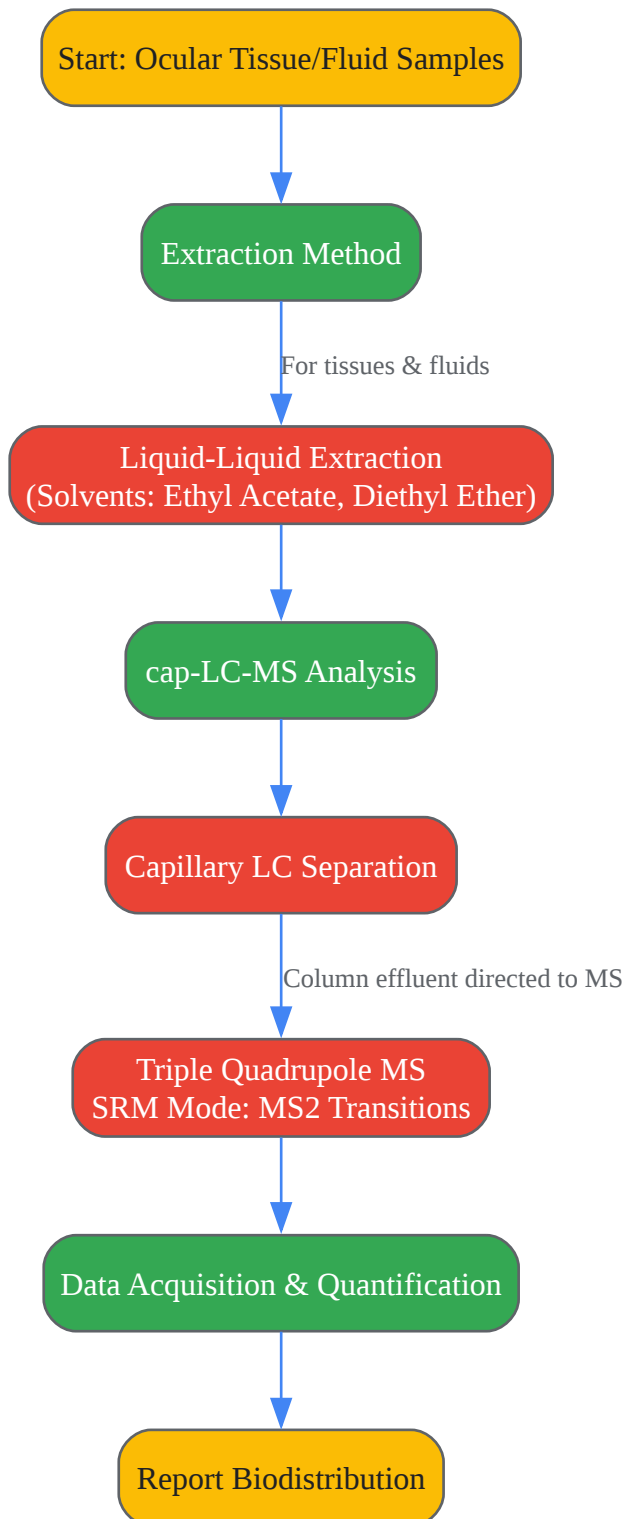 Start: Ocular Tissue/Fluid Samples
Extraction Method
For tissues & fluids
Liquid-Liquid Extraction
(Solvents: Ethyl Acetate, Diethyl Ether)
cap-LC-MS Analysis
Capillary LC Separation
Column effluent directed to MS
Triple Quadrupole MS
SRM Mode: MS2 Transitions
Data Acquisition & Quantification
Report Biodistribution